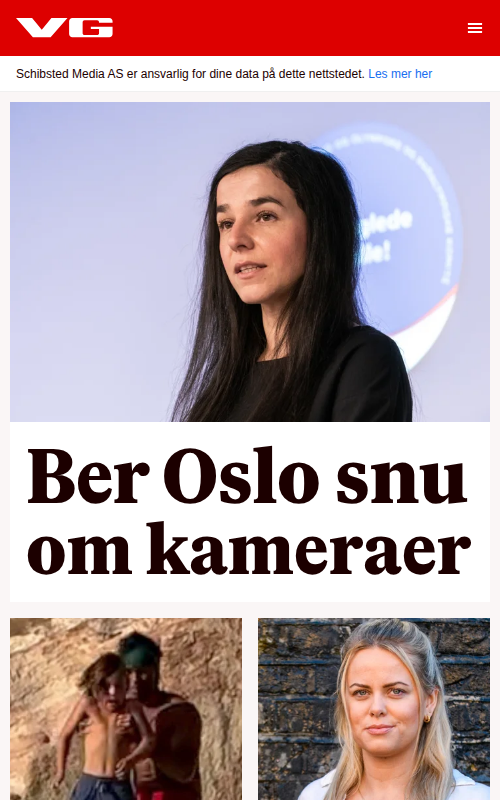 VG
Schibsted Media AS er ansvarlig for dine data på dette nettstedet. Les mer her
Ber Oslo snu
om kameraer